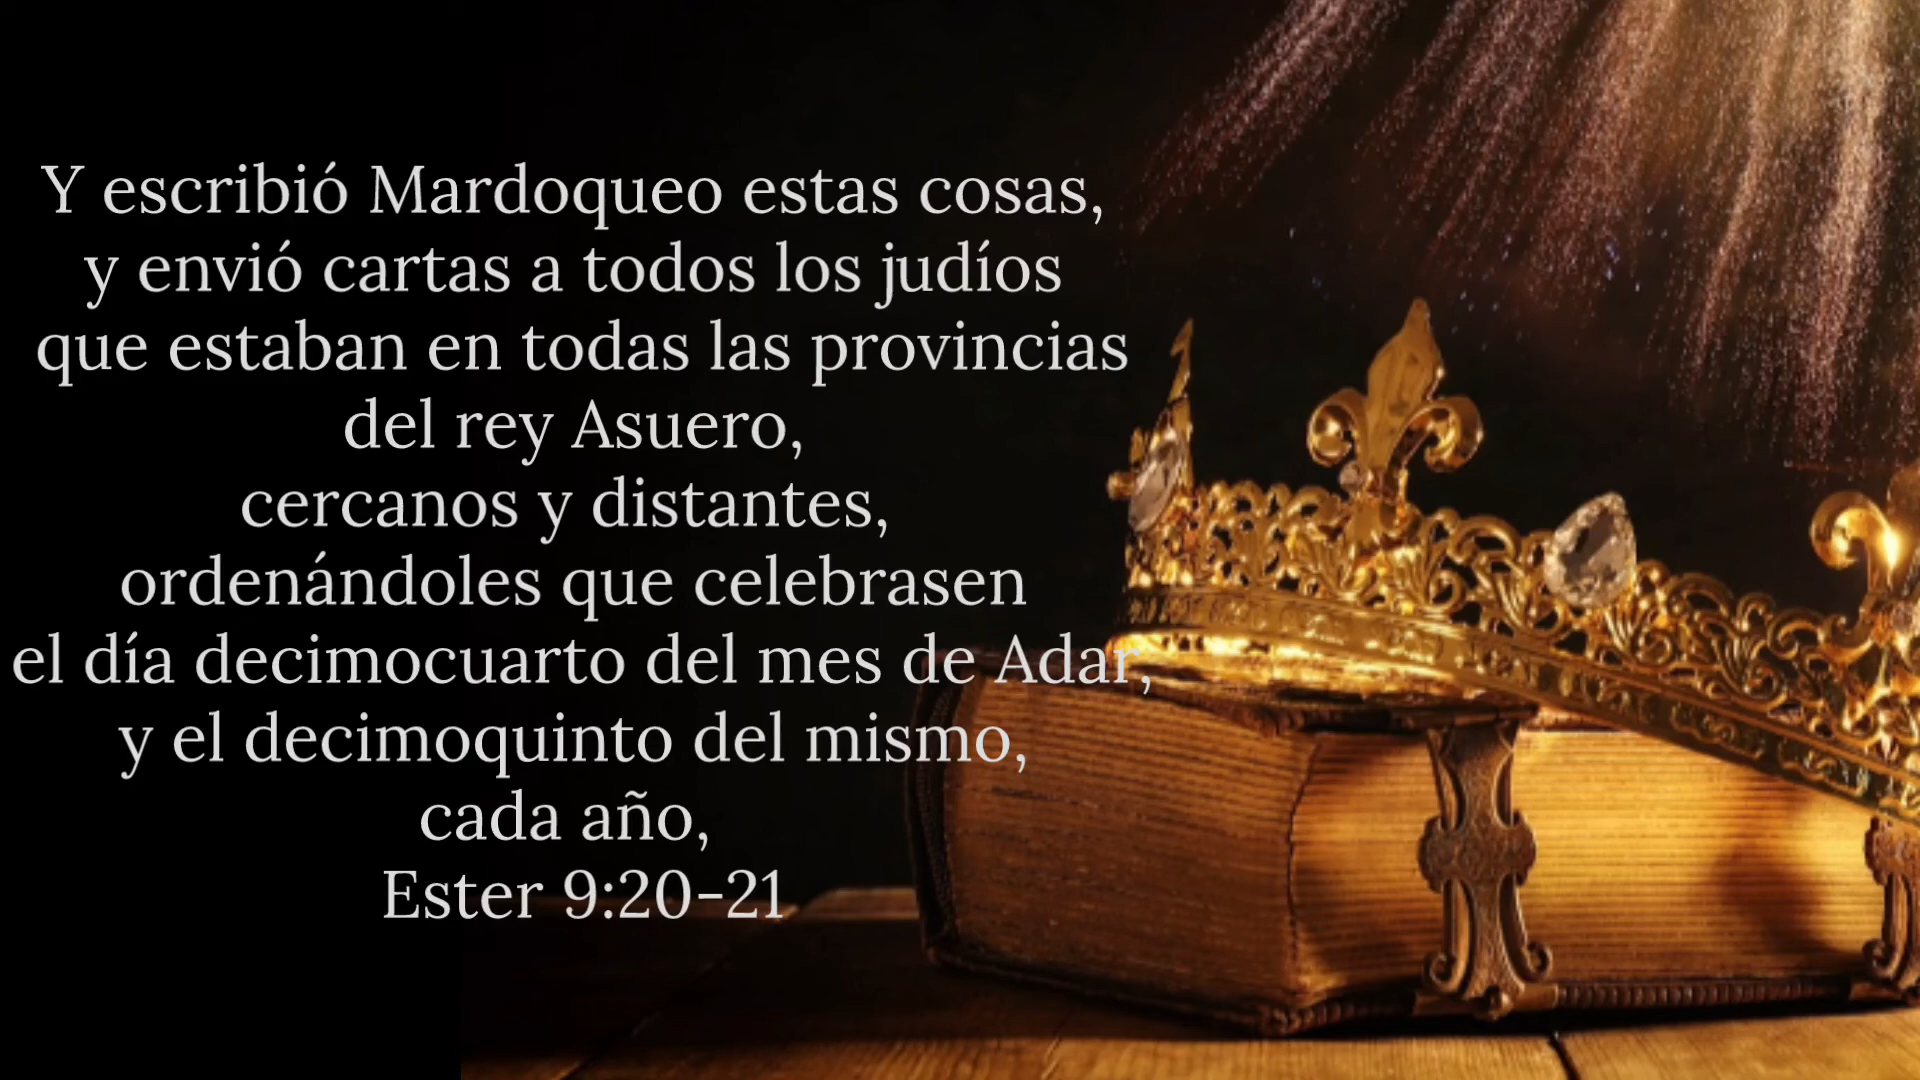 Y escribió Mardoqueo estas cosas,
y envió cartas a todos los judíos
que estaban en todas las provincias
del rey Asuero,
cercanos y distantes,
ordenándoles que celebrasen
el día decimocuarto del mes de Adar,
y el decimoquinto del mismo,
cada año,
Ester 9:20-21